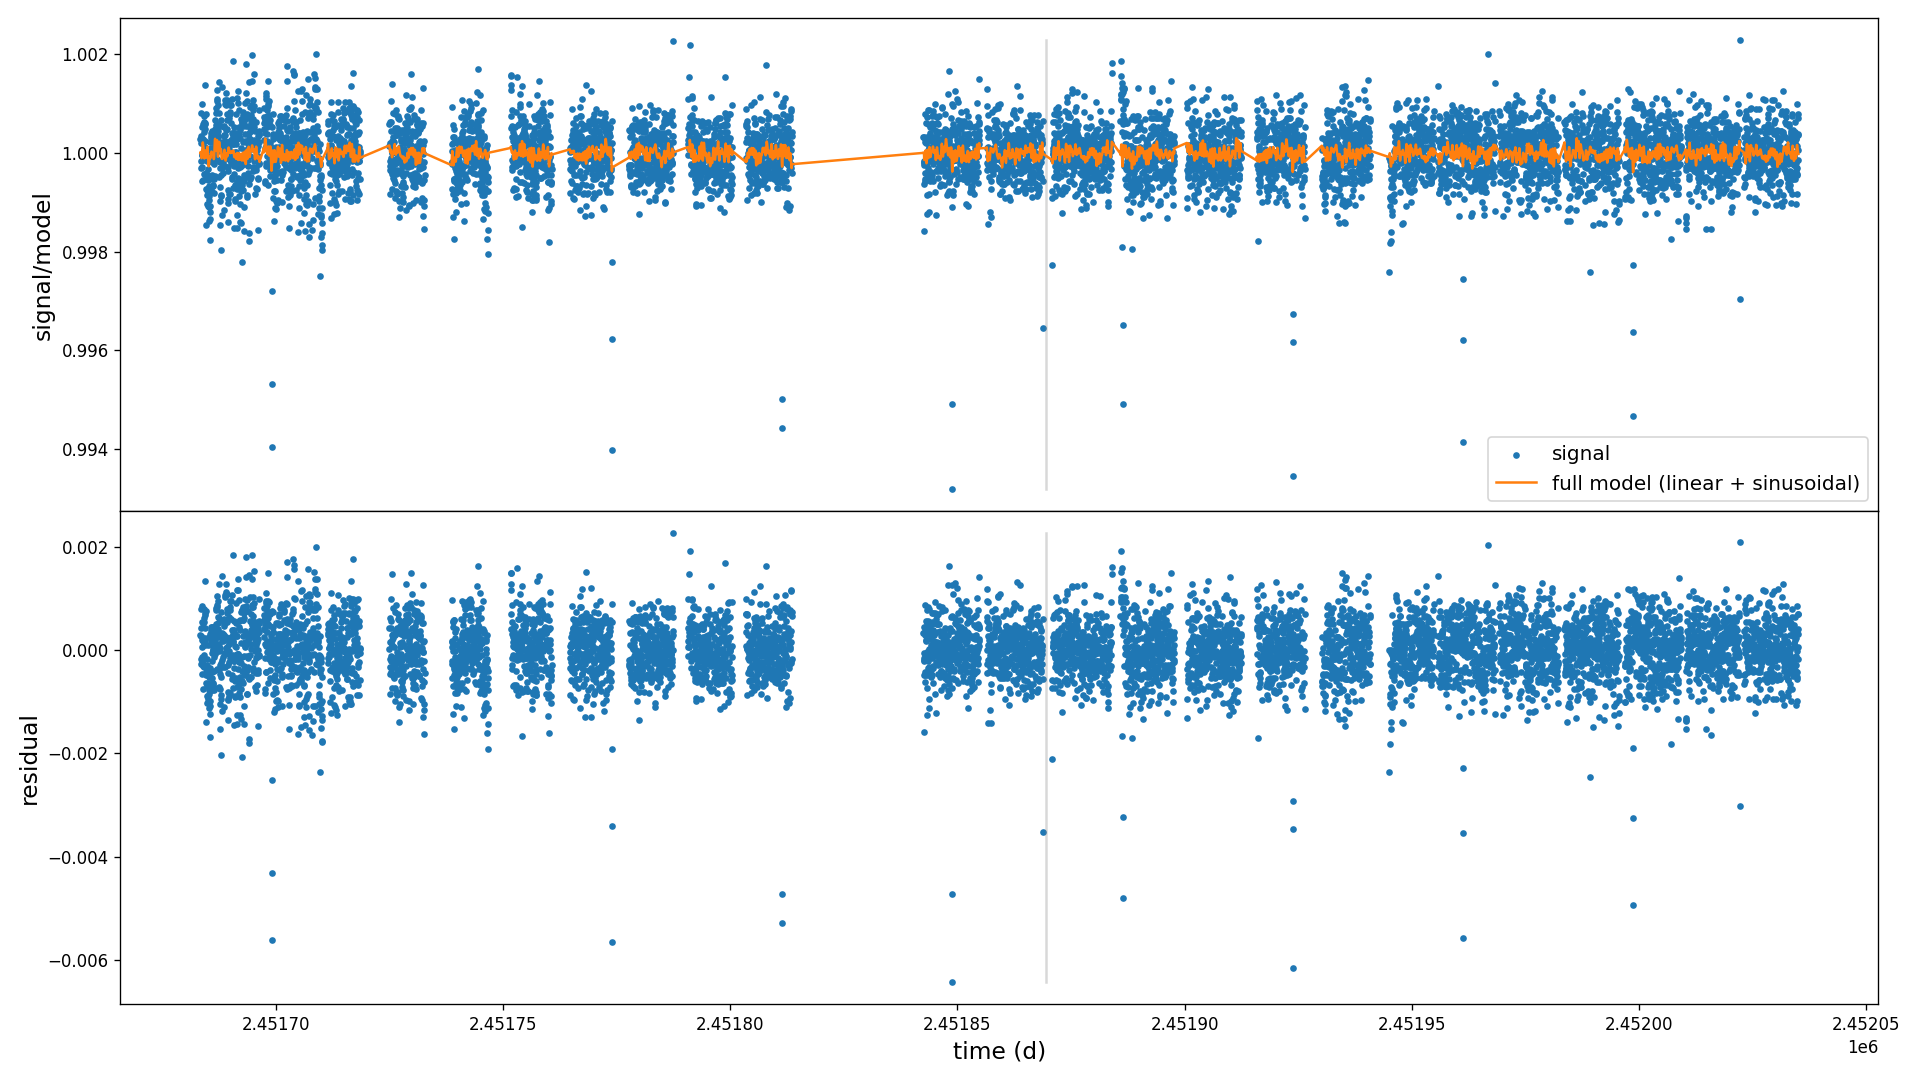 1.002
1.000
0.998
0.996
0.994
signal/model
signal
full model (linear + sinusoidal)
0.002
0.000
−0.002
−0.004
−0.006
residual
2.45170 2.45175 2.45180 2.45185 2.45190 2.45195 2.45200 2.45205
1e6
time (d)